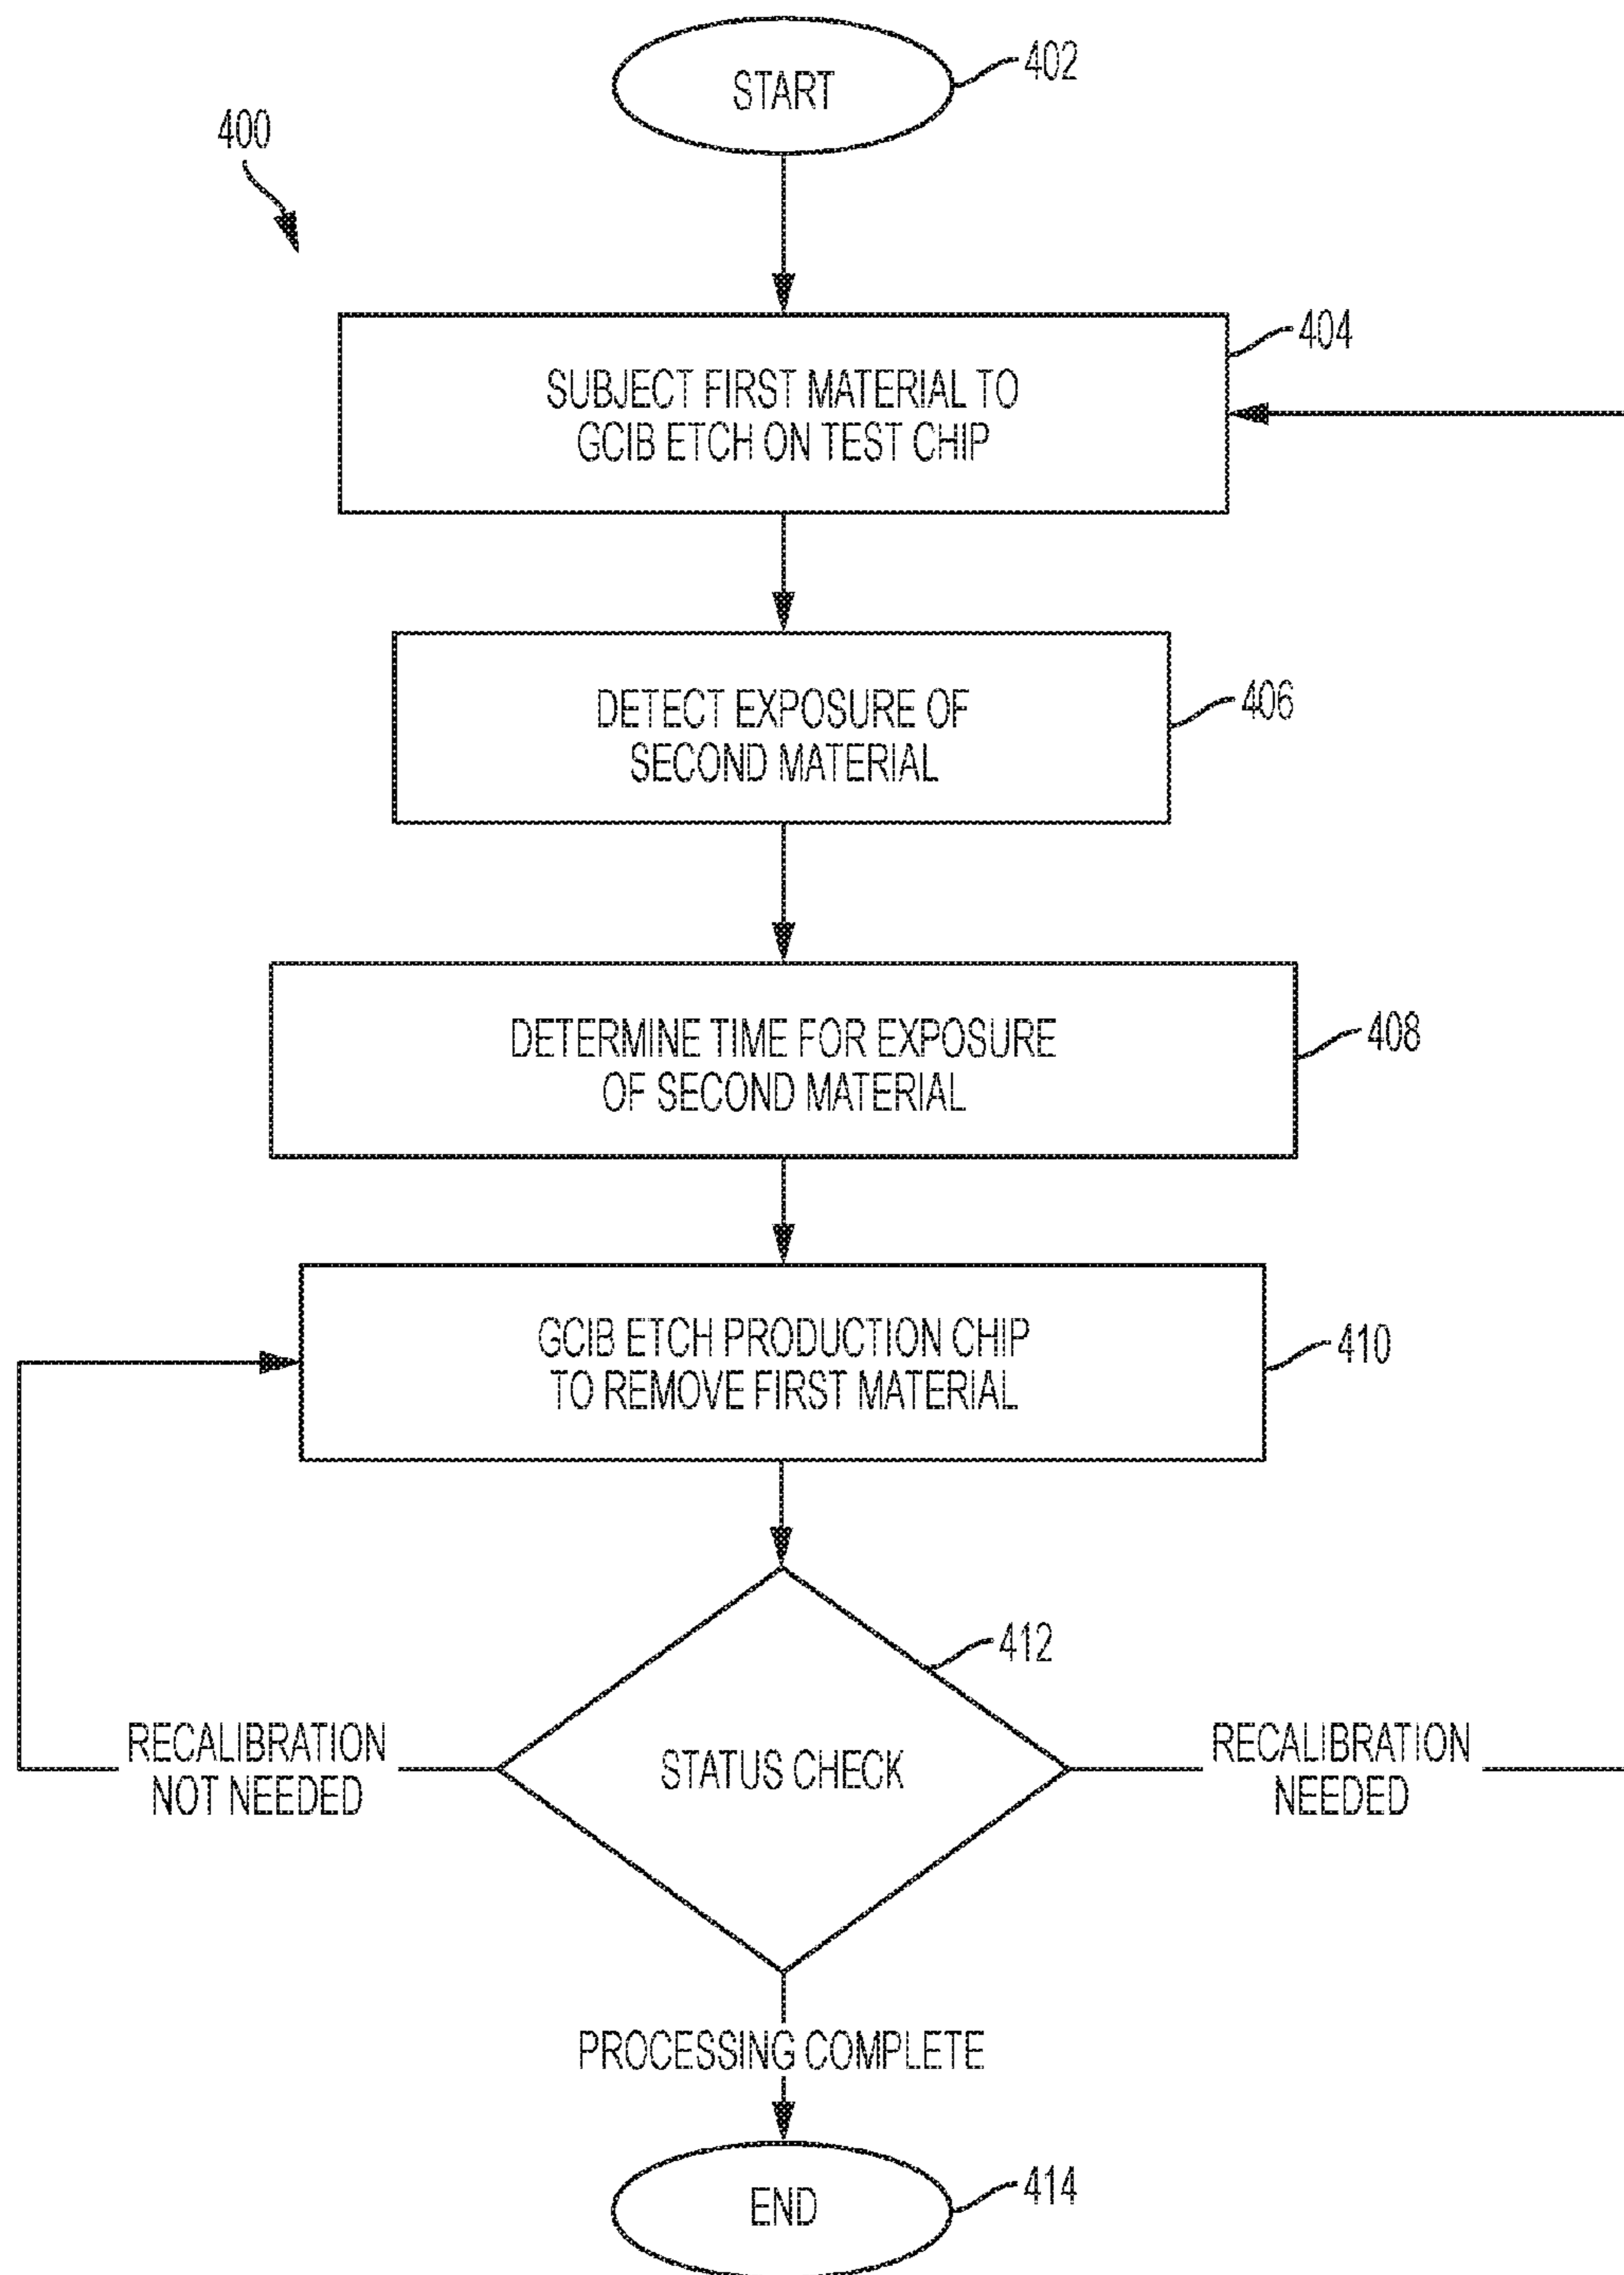 START
402
400
SUBJECT FIRST MATERIAL TO
GCIB ETCH ON TEST CHIP
404
DETECT EXPOSURE OF
SECOND MATERIAL
406
DETERMINE TIME FOR EXPOSURE
OF SECOND MATERIAL
408
GCIB ETCH PRODUCTION CHIP
TO REMOVE FIRST MATERIAL
410
412
STATUS CHECK
RECALIBRATION
NOT NEEDED
RECALIBRATION
NEEDED
PROCESSING COMPLETE
END
414